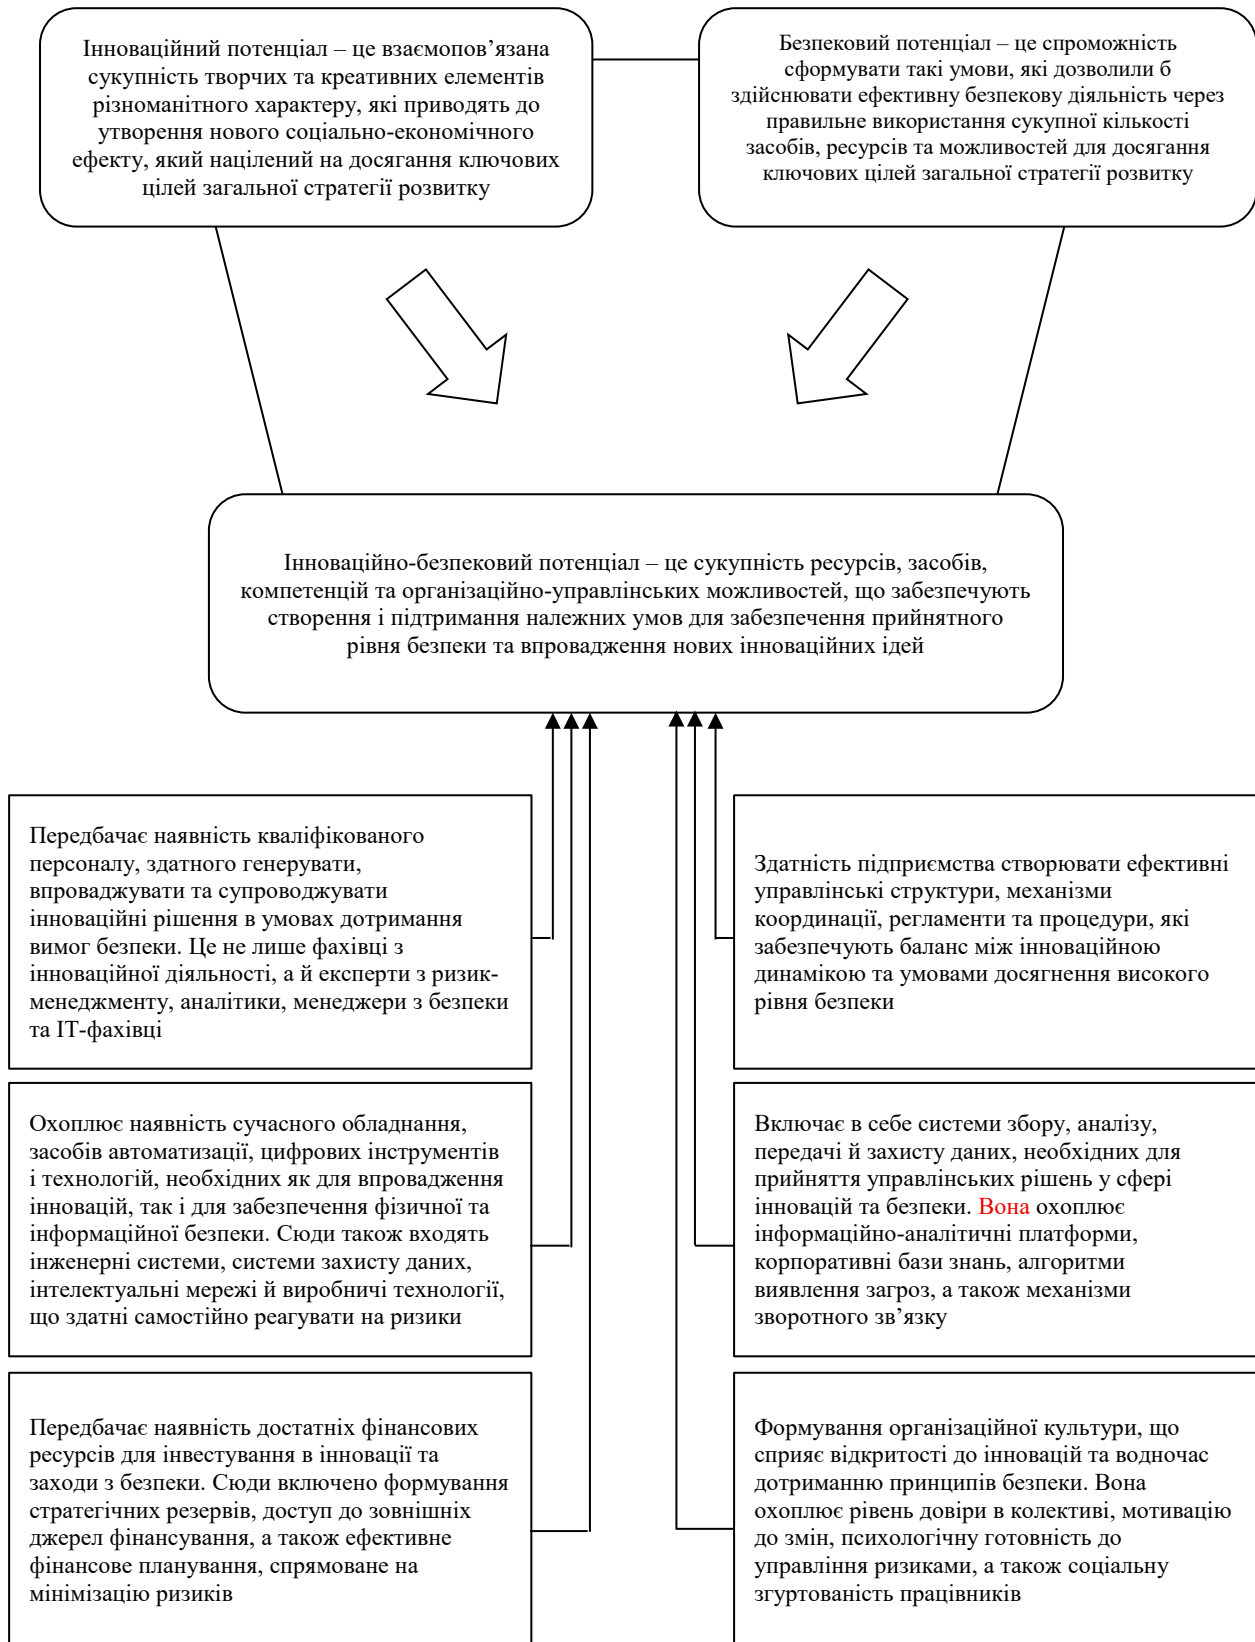 Інноваційний потенціал – це взаємопов’язана
сукупність творчих та креативних елементів
різноманітного характеру, які приводять до
утворення нового соціально-економічного
ефекту, який націлений на досягання ключових
цілей загальної стратегії розвитку
Безпековий потенціал – це спроможність
сформувати такі умови, які дозволили б
здійснювати ефективну безпекову діяльність через
правильне використання сукупної кількості
засобів, ресурсів та можливостей для досягання
ключових цілей загальної стратегії розвитку
Інноваційно-безпековий потенціал – це сукупність ресурсів, засобів,
компетенцій та організаційно-управлінських можливостей, що забезпечують
створення і підтримання належних умов для забезпечення прийнятного
рівня безпеки та впровадження нових інноваційних ідей
Передбачає наявність кваліфікованого
персоналу, здатного генерувати,
впроваджувати та супроводжувати
інноваційні рішення в умовах дотримання
вимог безпеки. Це не лише фахівці з
інноваційної діяльності, а й експерти з ризик-
менеджменту, аналітики, менеджери з безпеки
та ІТ-фахівці
Здатність підприємства створювати ефективні
управлінські структури, механізми
координації, регламенти та процедури, які
забезпечують баланс між інноваційною
динамікою та умовами досягнення високого
рівня безпеки
Охоплює наявність сучасного обладнання,
засобів автоматизації, цифрових інструментів
і технологій, необхідних як для впровадження
інновацій, так і для забезпечення фізичної та
інформаційної безпеки. Сюди також входять
інженерні системи, системи захисту даних,
інтелектуальні мережі й виробничі технології,
що здатні самостійно реагувати на ризики
Включає в себе системи збору, аналізу,
передачі й захисту даних, необхідних для
прийняття управлінських рішень у сфері
інновацій та безпеки. Вона охоплює
інформаційно-аналітичні платформи,
корпоративні бази знань, алгоритми
виявлення загроз, а також механізми
зворотного зв’язку
Передбачає наявність достатніх фінансових
ресурсів для інвестування в інновації та
заходи з безпеки. Сюди включено формування
стратегічних резервів, доступ до зовнішніх
джерел фінансування, а також ефективне
фінансове планування, спрямоване на
мінімізацію ризиків
Формування організаційної культури, що
сприяє відкритості до інновацій та водночас
дотриманню принципів безпеки. Вона
охоплює рівень довіри в колективі, мотивацію
до змін, психологічну готовність до
управління ризиками, а також соціальну
згуртованість працівників